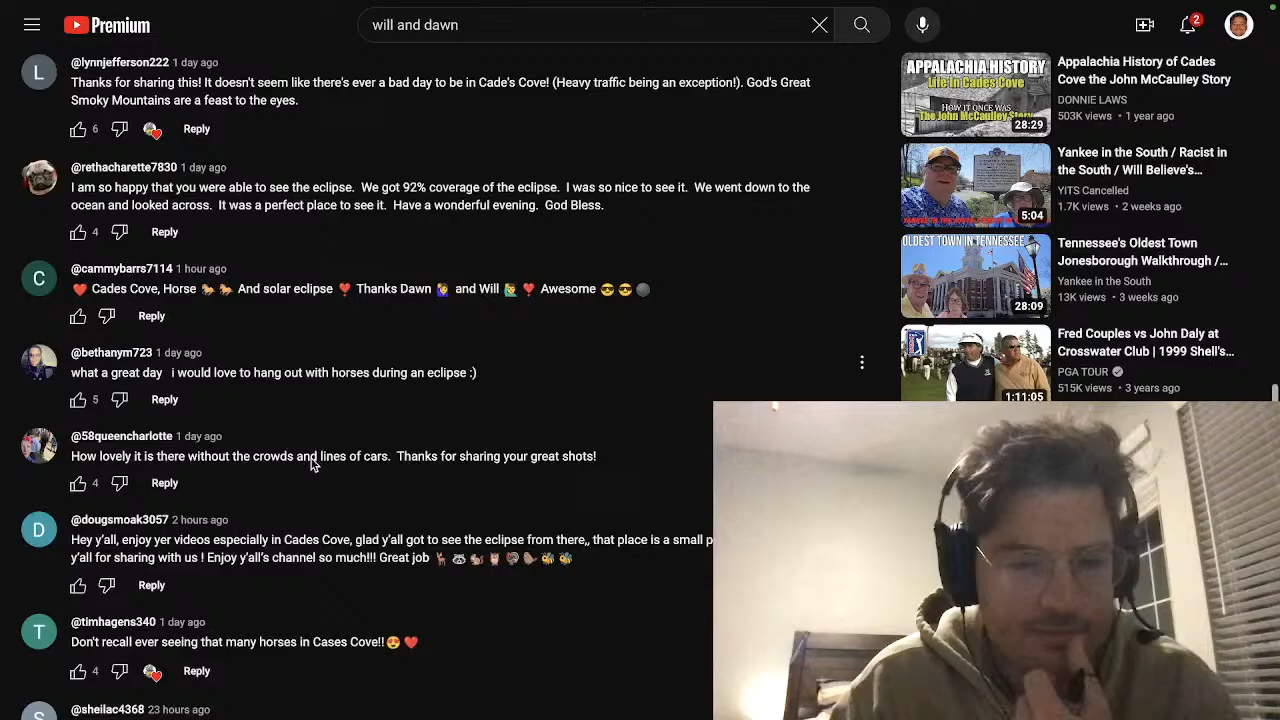 Premium
will and dawn
2
@lynnjefferson222 1 day ago
Thanks for sharing this! It doesn't seem like there's ever a bad day to be in Cade's Cove! (Heavy traffic being an exception!). God's Great
Smoky Mountains are a feast to the eyes.
6 Reply
@rethacharette7830 1 day ago
I am so happy that you were able to see the eclipse. We got 92% coverage of the eclipse. I was so nice to see it. We went down to the
ocean and looked across. It was a perfect place to see it. Have a wonderful evening. God Bless.
4 Reply
@cammybarrs7114 1 hour ago
❤️ Cades Cove, Horse 🐎 🐎 And solar eclipse ❣️ Thanks Dawn 🙋‍♀️ and Will 🙋‍♂️ ❣️ Awesome 😎 😎 🌑
Reply
@bethanym723 1 day ago
what a great day i would love to hang out with horses during an eclipse :)
5 Reply
@58queencharlotte 1 day ago
How lovely it is there without the crowds and lines of cars. Thanks for sharing your great shots!
4 Reply
@dougsmoak3057 2 hours ago
Hey y'all, enjoy yer videos especially in Cades Cove, glad y'all got to see the eclipse from there,, that place is a small
y'all for sharing with us ! Enjoy y'all's channel so much!!! Great job 🦌 🦝 🐿️ 🦉 🦃 🦫 🐝 🐝
Reply
@timhagens340 1 day ago
Don't recall ever seeing that many horses in Cases Cove!!😍 ❤️
4 Reply
@sheilac4368 23 hours ago
L
C
D
T
S
APPALACHIA HISTORY
Life in Cades Cove
HOW IT ONCE WAS
The John McCaulley Story
28:29
Appalachia History of Cades
Cove the John McCaulley Story
DONNIE LAWS
503K views • 1 year ago
YANKEE IN THE SOUTH
5:04
Yankee in the South / Racist in
the South / Will Believe's...
YITS Cancelled
1.7K views • 2 weeks ago
OLDEST TOWN IN TENNESSEE
28:09
Tennessee's Oldest Town
Jonesborough Walkthrough /...
Yankee in the South
13K views • 3 weeks ago
PGA TOUR
1:11:05
Fred Couples vs John Daly at
Crosswater Club | 1999 Shell's...
PGA TOUR
515K views • 3 years ago